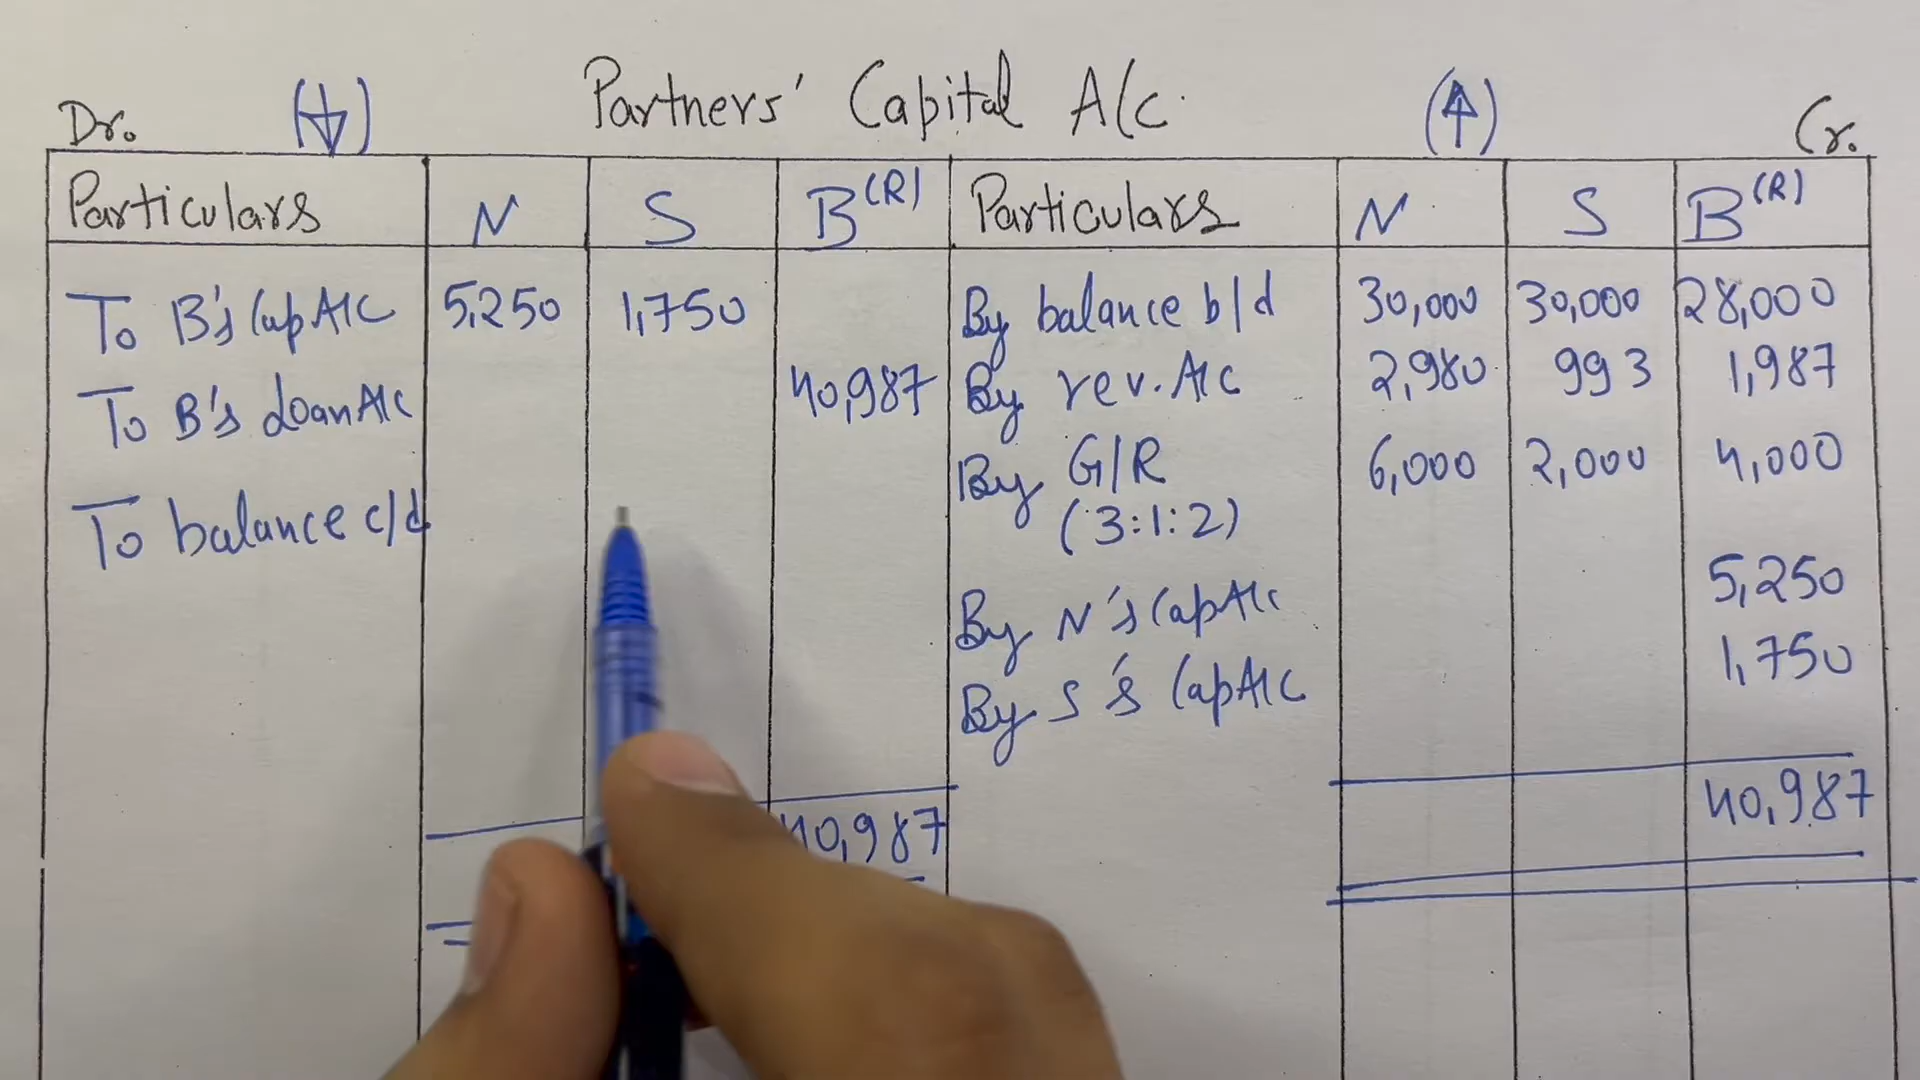 Partners' Capital A/c.
Dr. (↓) (↑) Cr.
Particulars N S B(R) Particulars N S B(R)
To B's Cap A/C 5,250 1,750 By balance b/d 30,000 30,000 28,000
To B's Loan A/c 40,987 By rev. A/c 2,980 993 1,987
By G/R 6,000 2,000 4,000
(3:1:2)
To balance c/d
By N's Cap A/c 5,250
By S's Cap A/C 1,750
40,987 40,987